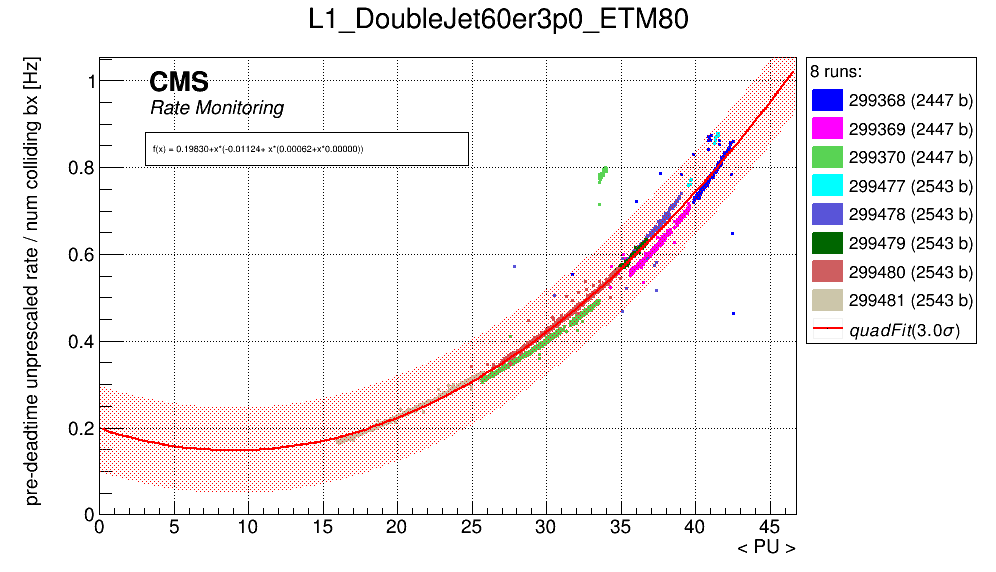 L1_DoubleJet60er3p0_ETM80
pre-deadtime unprescaled rate / num colliding bx [Hz]
CMS
Rate Monitoring
f(x) = 0.19830+x*(-0.01124+ x*(0.00062+x*0.00000))
1
0.8
0.6
0.4
0.2
0
0 5 10 15 20 25 30 35 40 45
< PU >
8 runs:
299368 (2447 b)
299369 (2447 b)
299370 (2447 b)
299477 (2543 b)
299478 (2543 b)
299479 (2543 b)
299480 (2543 b)
299481 (2543 b)
quadFit(3.0σ)